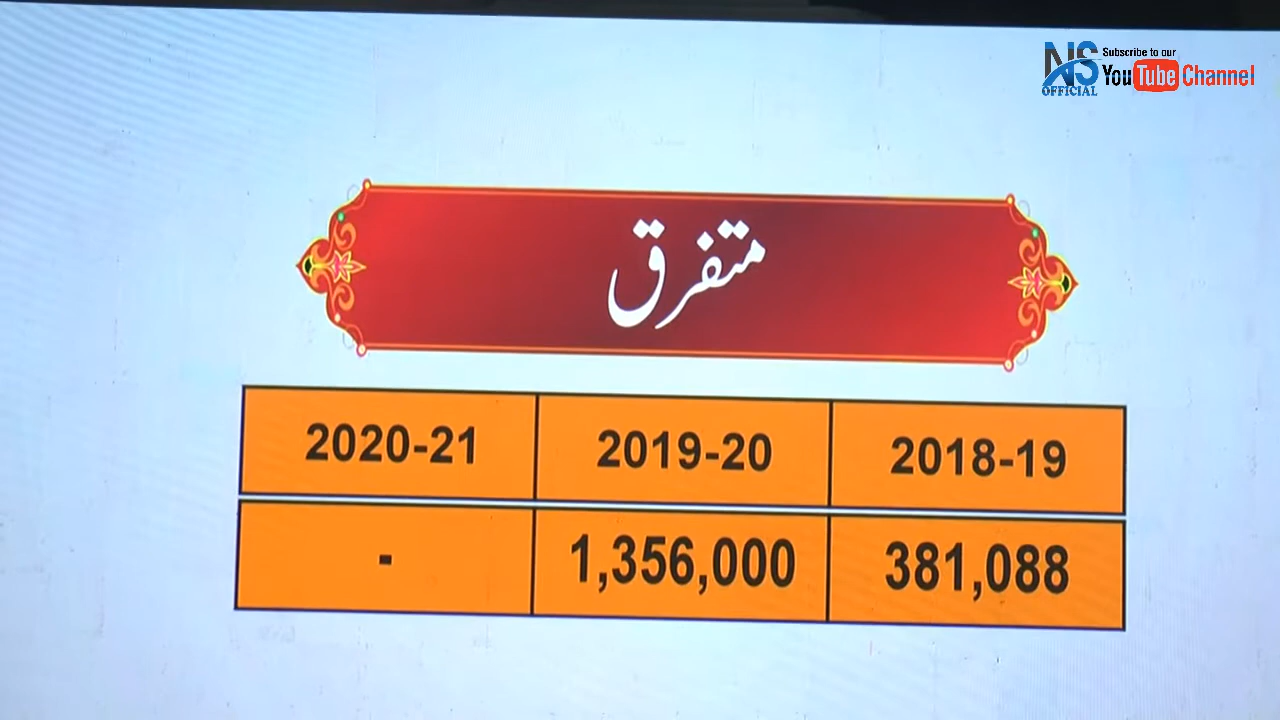 NS
OFFICIAL
Subscribe to our
YouTube Channel
متفرق
2020-21 2019-20 2018-19
- 1,356,000 381,088